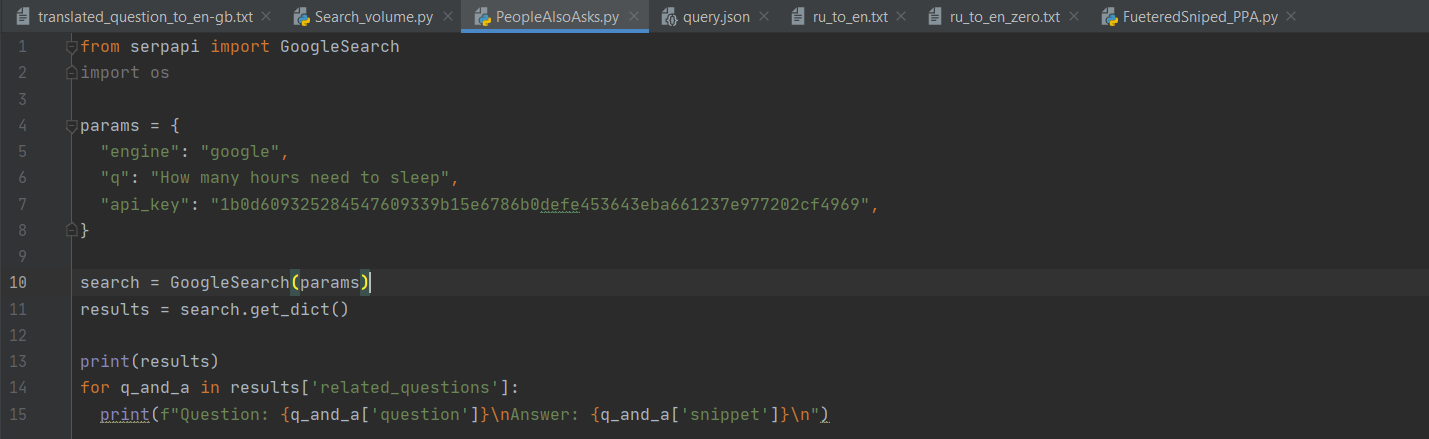 translated_question_to_en-gb.txt Search_volume.py PeopleAlsoAsks.py query.json ru_to_en.txt ru_to_en_zero.txt FueteredSniped_PPA.py
1 from serpapi import GoogleSearch
2 import os
3
4 params = {
5   "engine": "google",
6   "q": "How many hours need to sleep",
7   "api_key": "1b0d609325284547609339b15e6786b0defe453643eba661237e977202cf4969",
8 }
9
10 search = GoogleSearch(params)
11 results = search.get_dict()
12
13 print(results)
14 for q_and_a in results['related_questions']:
15   print(f"Question: {q_and_a['question']}\nAnswer: {q_and_a['snippet']}\n")